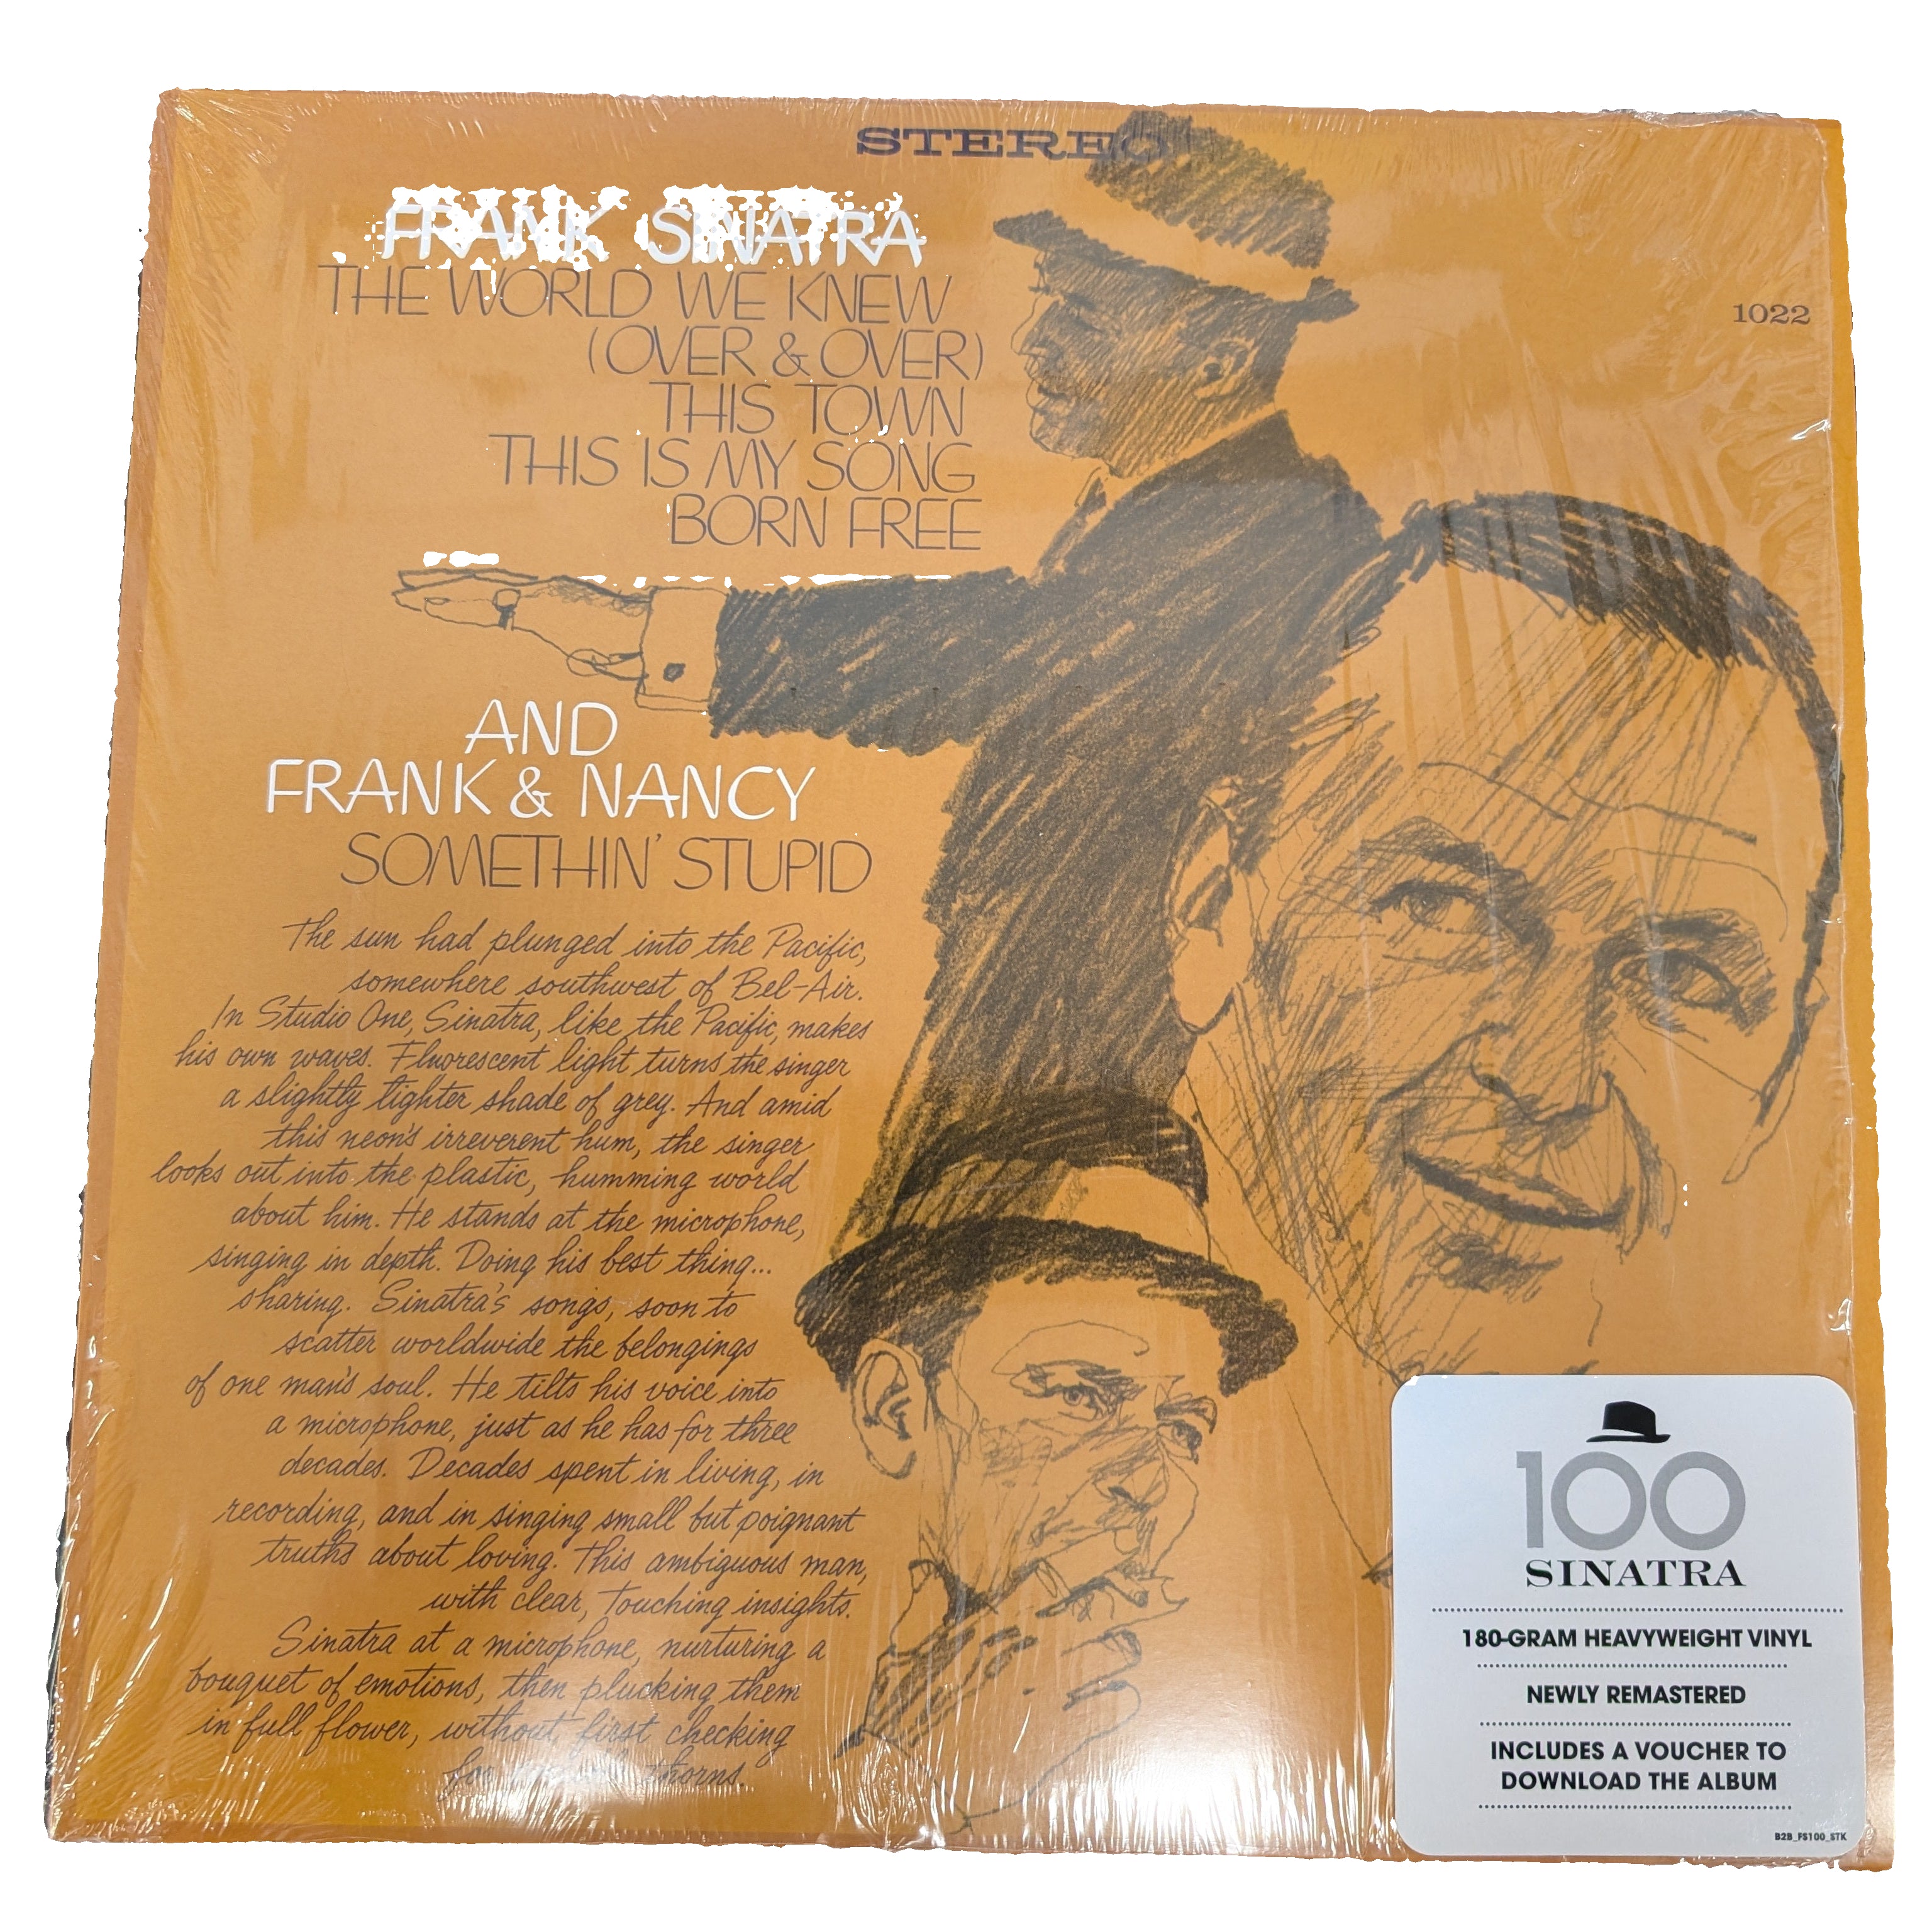 STEREO
FRANK SINATRA
THE WORLD WE KNEW
(OVER & OVER)
THIS TOWN
THIS IS MY SONG
BORN FREE
1022
AND
FRANK & NANCY
SOMETHIN' STUPID
The sun had plunged into the Pacific,
somewhere southwest of Bel-Air.
In Studio One, Sinatra, like the Pacific, makes
his own waves. Fluorescent light turns the singer
a slightly lighter shade of grey. And amid
this neon's irreverent hum, the singer
looks out into the plastic, humming world
about him. He stands at the microphone,
singing in depth. Doing his best thing...
sharing. Sinatra's songs, soon to
scatter worldwide the belongings
of one man's soul. He tilts his voice into
a microphone, just as he has for three
decades. Decades spent in living, in
recording, and in singing small but poignant
truths about loving. This ambiguous man,
with clear, touching insights.
Sinatra at a microphone, nurturing a
bouquet of emotions, then plucking them
in full flower, without first checking
for thorns.
100
SINATRA
180-GRAM HEAVYWEIGHT VINYL
NEWLY REMASTERED
INCLUDES A VOUCHER TO
DOWNLOAD THE ALBUM
B2B_FS100_STK